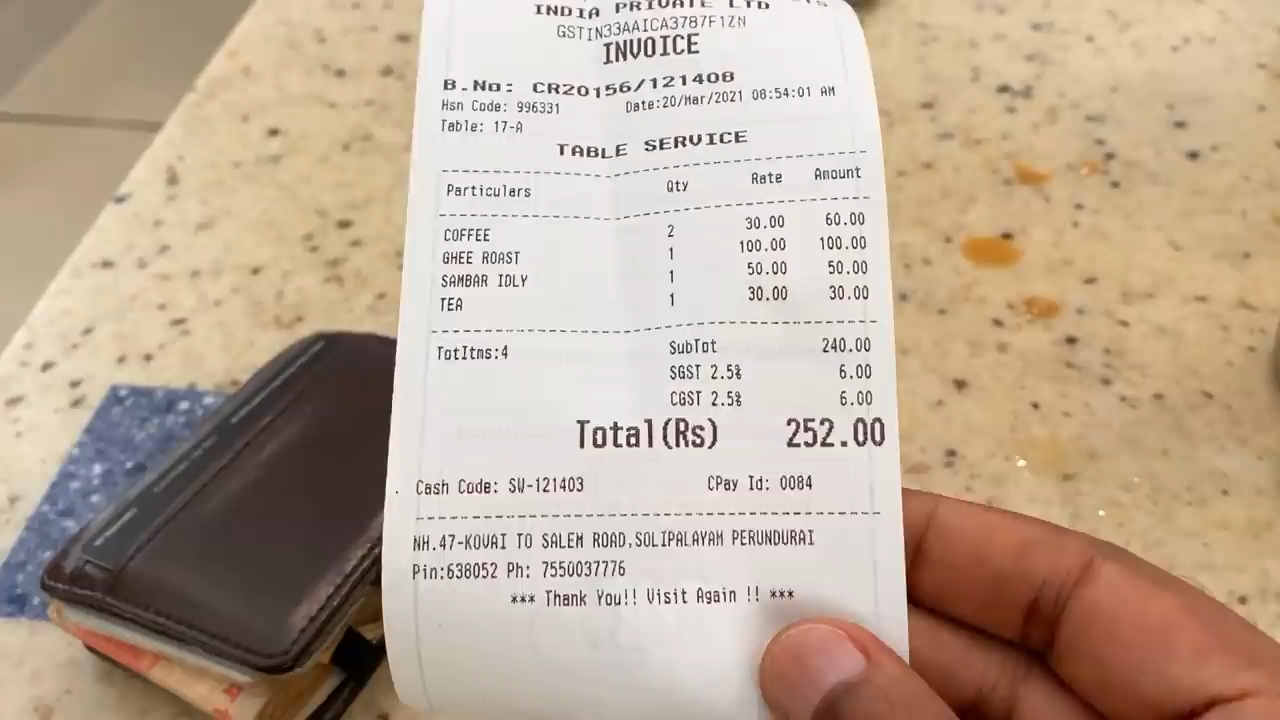 INDIA PRIVATE LTD
GSTIN33AAICA3787F1ZN
INVOICE
B.No: CR20156/121408
Hsn Code: 996331 Date:20/Mar/2021 08:54:01 AM
Table: 17-A
TABLE SERVICE
Particulars Qty Rate Amount
COFFEE 2 30.00 60.00
GHEE ROAST 1 100.00 100.00
SAMBAR IDLY 1 50.00 50.00
TEA 1 30.00 30.00
TotItms:4 SubTot 240.00
SGST 2.5% 6.00
CGST 2.5% 6.00
Total(Rs) 252.00
Cash Code: SW-121403 CPay Id: 0084
NH.47-KOVAI TO SALEM ROAD,SOLIPALAYAM PERUNDURAI
Pin:638052 Ph: 7550037776
*** Thank You!! Visit Again !! ***